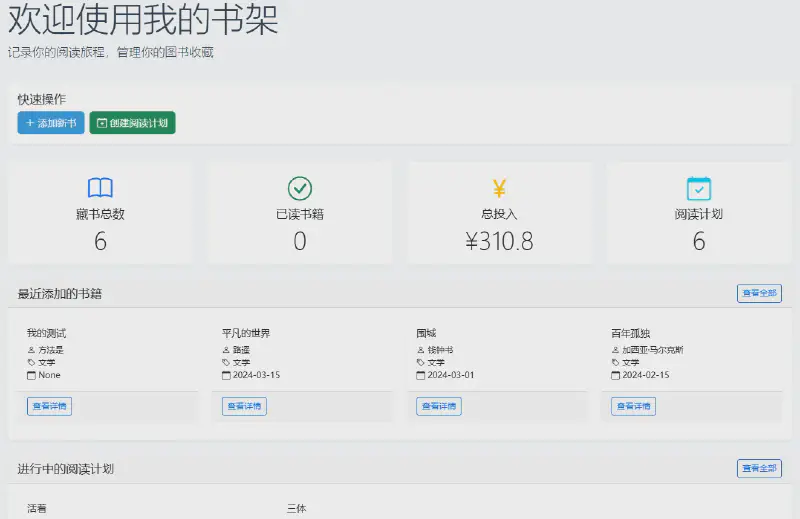 欢迎使用我的书架
记录你的阅读旅程，管理你的图书收藏
快速操作
+ 添加新书 创建阅读计划
藏书总数 已读书籍 ¥ 总投入 阅读计划
6 0 ¥310.8 6
最近添加的书籍 查看全部
我的测试 平凡的世界 围城 百年孤独
方法是 路遥 钱钟书 加西亚·马尔克斯
文学 文学 文学 文学
None 2024-03-15 2024-03-01 2024-02-15
查看详情 查看详情 查看详情 查看详情
进行中的阅读计划 查看全部
活着 三体